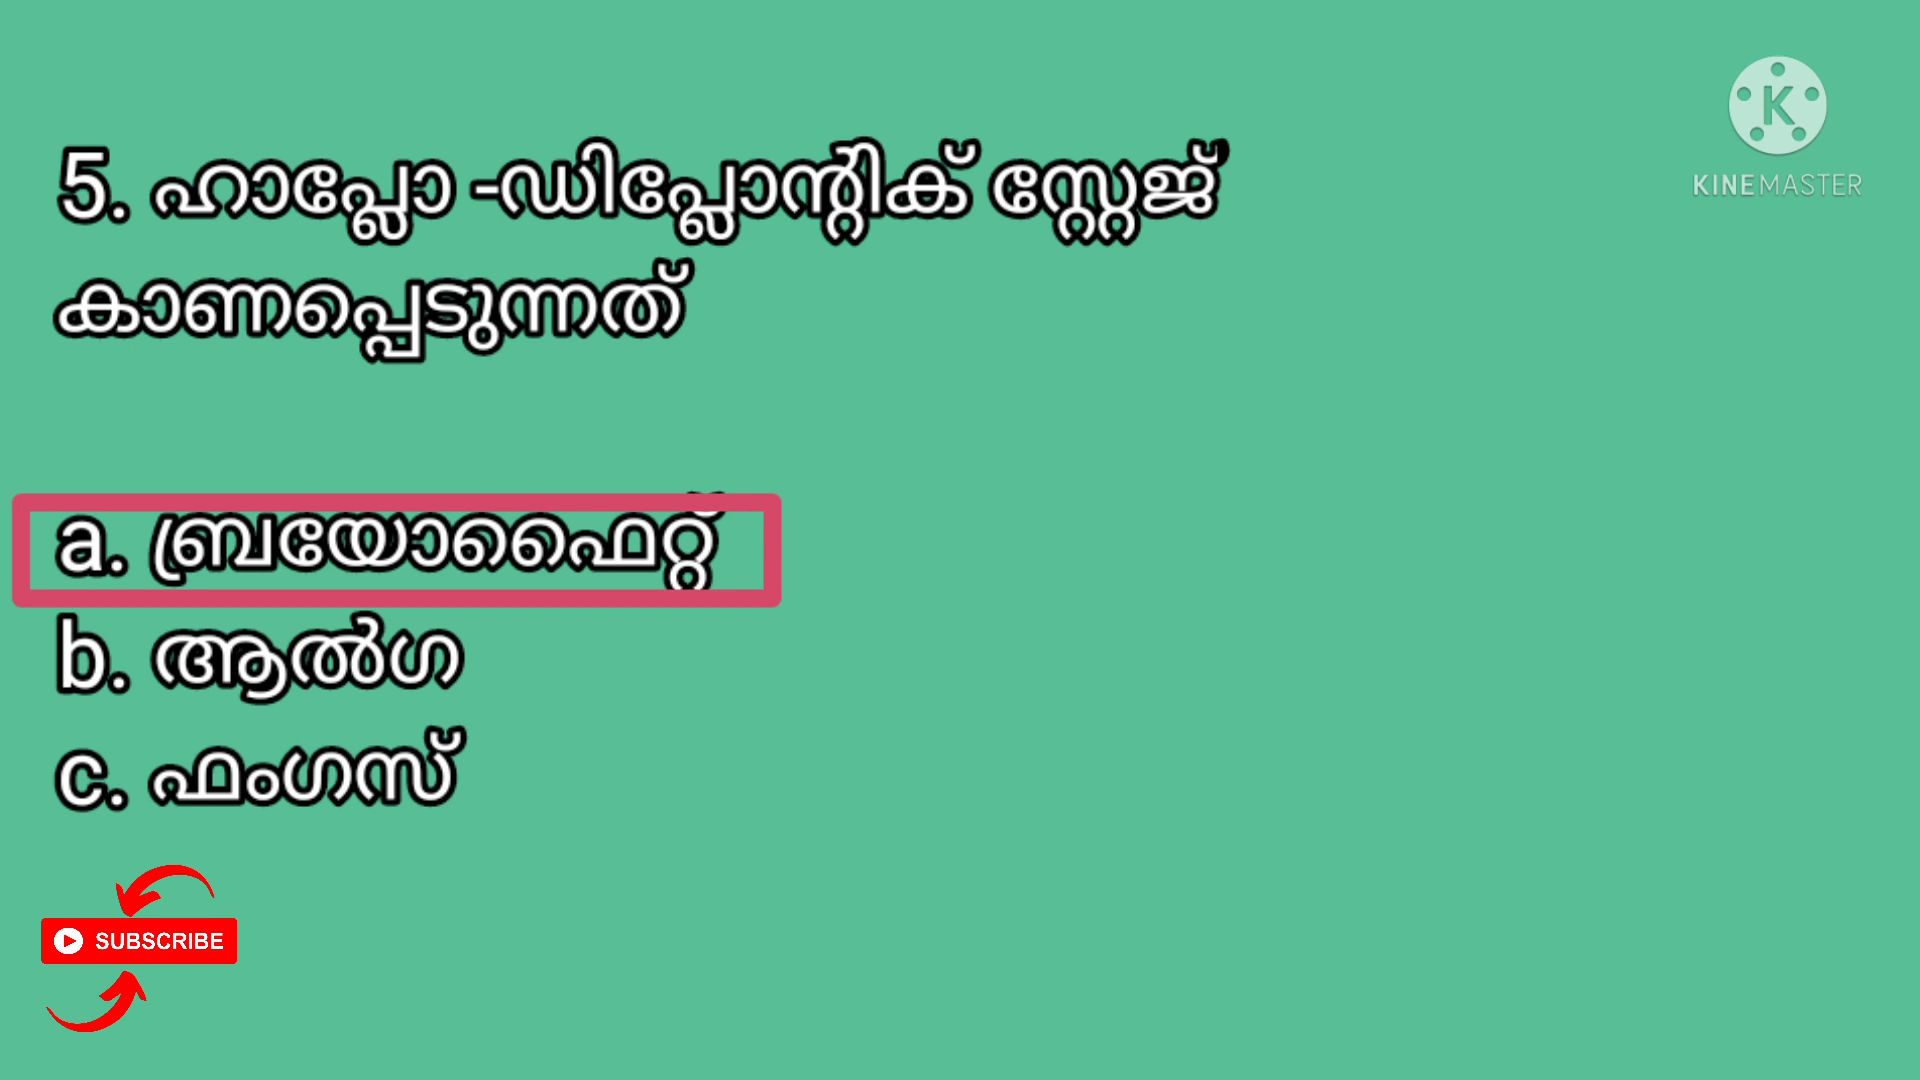 5. ഹാപ്ലോ -ഡിപ്ലോന്റിക് സ്റ്റേജ്
കാണപ്പെടുന്നത്
a. ബ്രയോഫൈറ്റ്
b. ആൽഗ
c. ഫംഗസ്
K
KINEMASTER
SUBSCRIBE